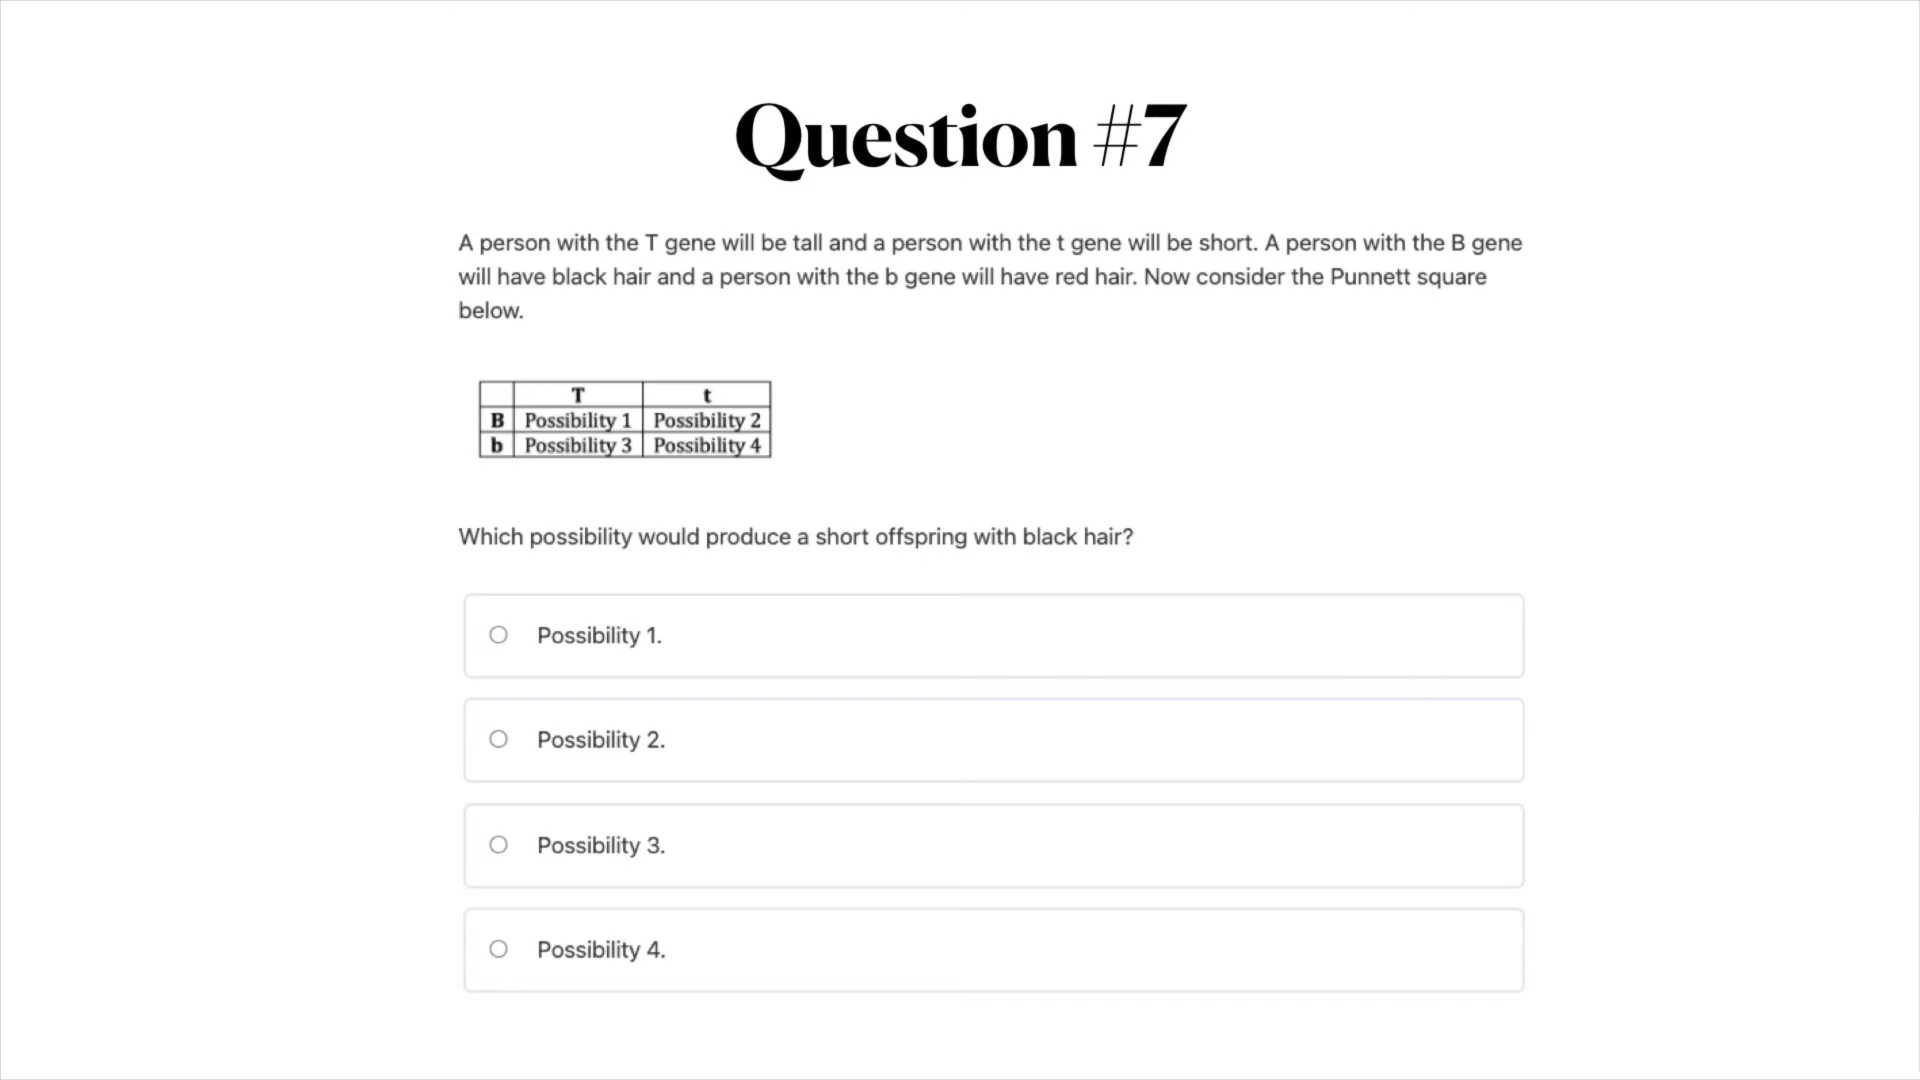 Question #7
A person with the T gene will be tall and a person with the t gene will be short. A person with the B gene
will have black hair and a person with the b gene will have red hair. Now consider the Punnett square
below.
T t
B Possibility 1 Possibility 2
b Possibility 3 Possibility 4
Which possibility would produce a short offspring with black hair?
Possibility 1.
Possibility 2.
Possibility 3.
Possibility 4.